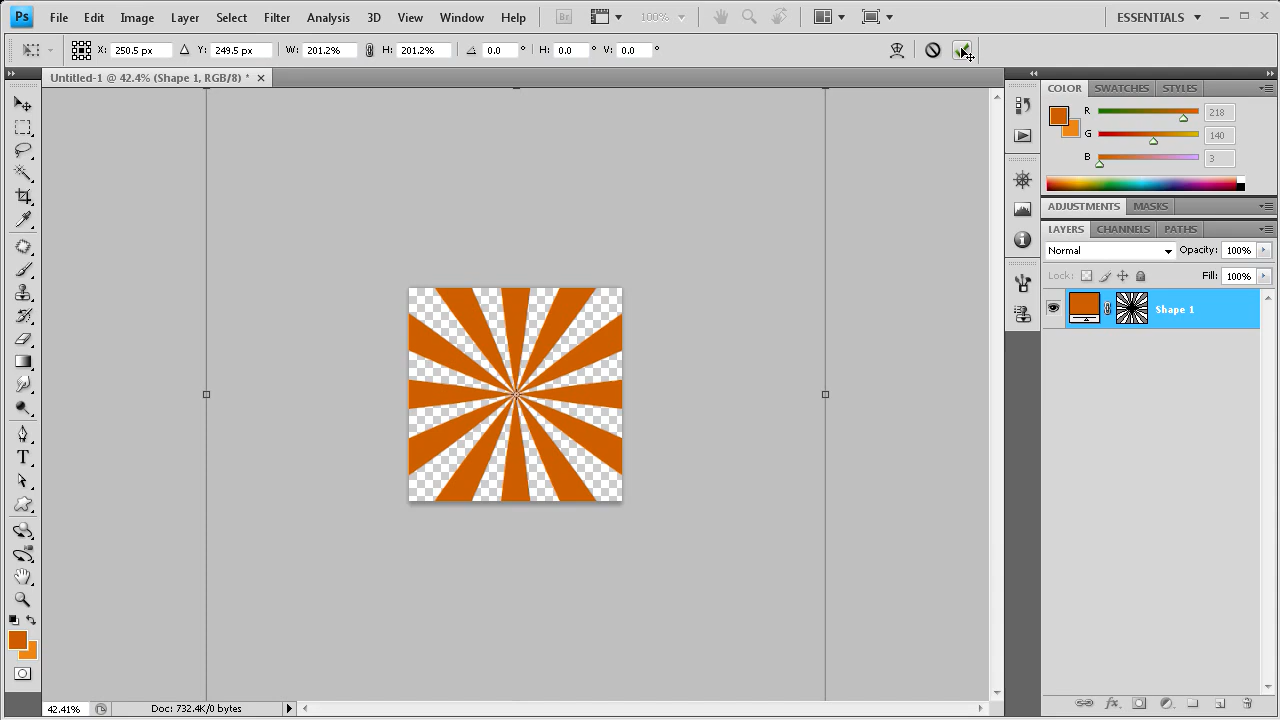 Ps File Edit Image Layer Select Filter Analysis 3D View Window Help Br 100% ESSENTIALS
X: 250.5 px Y: 249.5 px W: 201.2% H: 201.2% 0.0 ° H: 0.0 ° V: 0.0 °
Untitled-1 @ 42.4% (Shape 1, RGB/8) *
COLOR SWATCHES STYLES
R 218
G 140
B 3
ADJUSTMENTS MASKS
LAYERS CHANNELS PATHS
Normal Opacity: 100%
Lock: Fill: 100%
Shape 1
T
42.41% Doc: 732.4K/0 bytes
fx